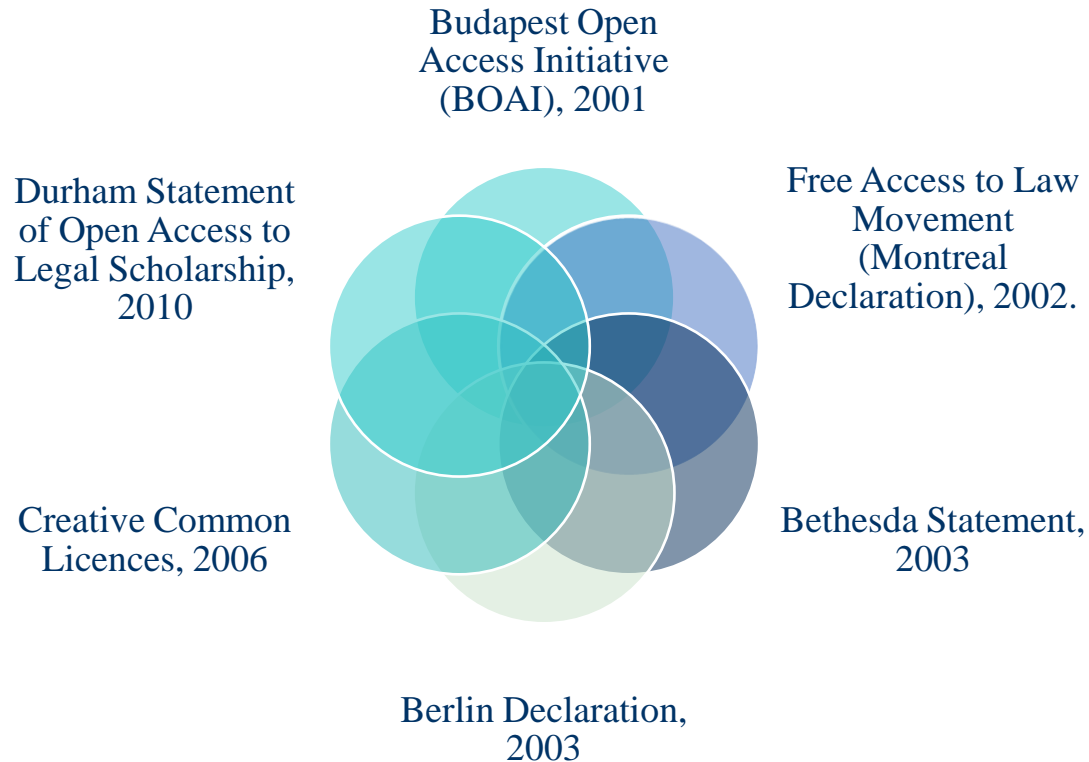 Budapest Open
Access Initiative
(BOAI), 2001
Free Access to Law
Movement
(Montreal
Declaration), 2002.
Bethesda Statement,
2003
Berlin Declaration,
2003
Creative Common
Licences, 2006
Durham Statement
of Open Access to
Legal Scholarship,
2010